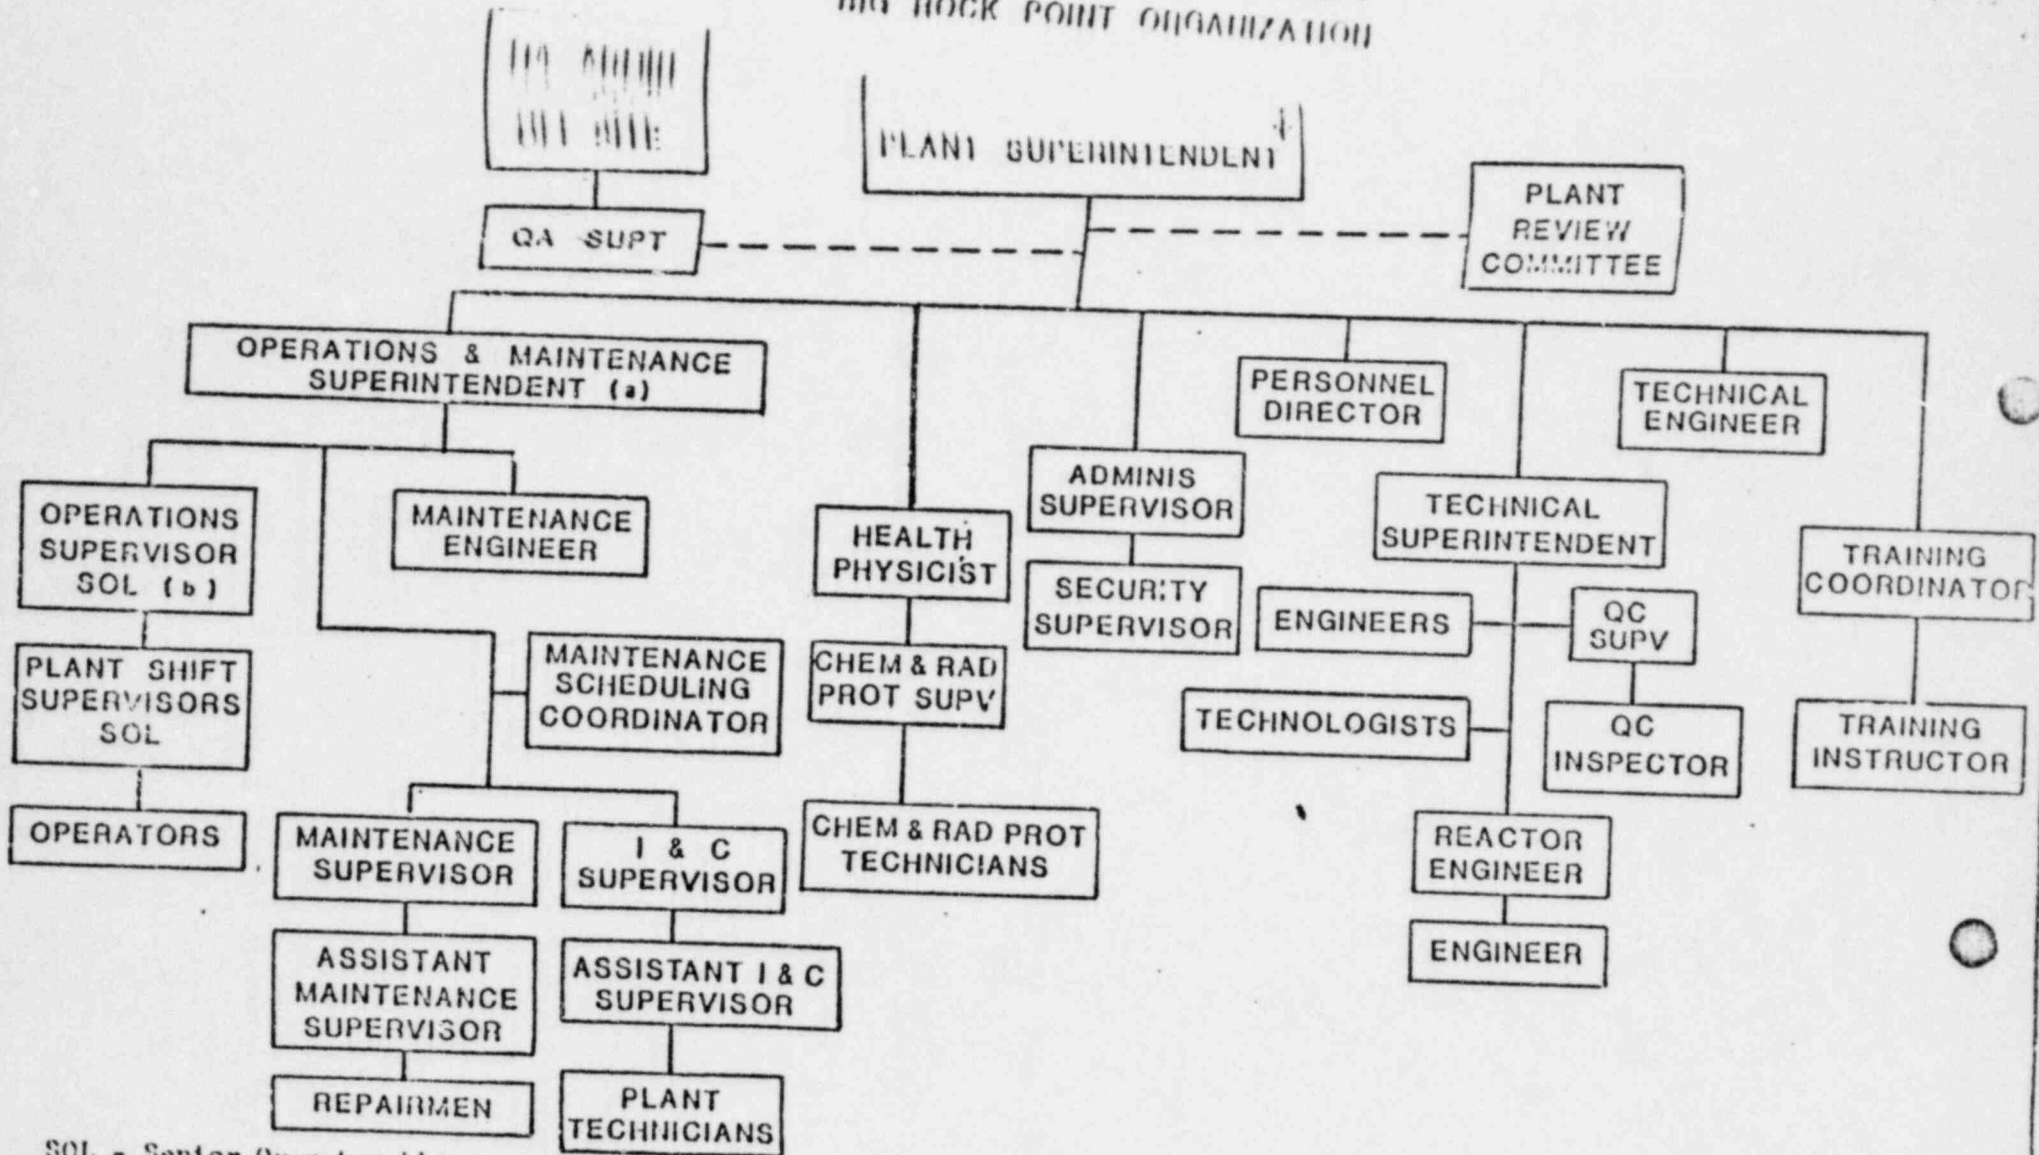 BIG ROCK POINT ORGANIZATION
PLANT SUPERINTENDENT
QA SUPT
PLANT
REVIEW
COMMITTEE
OPERATIONS & MAINTENANCE
SUPERINTENDENT (a)
PERSONNEL
DIRECTOR
TECHNICAL
ENGINEER
OPERATIONS
SUPERVISOR
SOL (b)
MAINTENANCE
ENGINEER
HEALTH
PHYSICIST
ADMINIS
SUPERVISOR
TECHNICAL
SUPERINTENDENT
TRAINING
COORDINATOR
SECURITY
SUPERVISOR
ENGINEERS
QC
SUPV
PLANT SHIFT
SUPERVISORS
SOL
MAINTENANCE
SCHEDULING
COORDINATOR
CHEM & RAD
PROT SUPV
TECHNOLOGISTS
QC
INSPECTOR
TRAINING
INSTRUCTOR
OPERATORS
MAINTENANCE
SUPERVISOR
I & C
SUPERVISOR
CHEM & RAD PROT
TECHNICIANS
REACTOR
ENGINEER
ASSISTANT
MAINTENANCE
SUPERVISOR
ASSISTANT I & C
SUPERVISOR
ENGINEER
REPAIRMEN
PLANT
TECHNICIANS
SOL - Senior